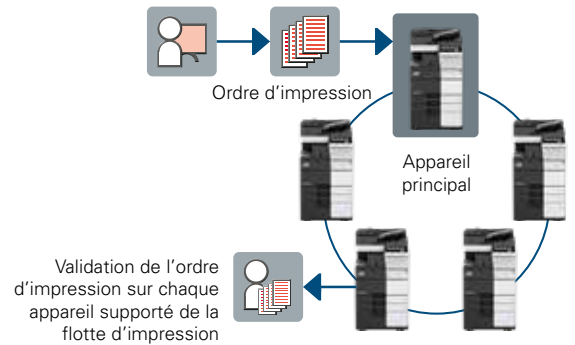 Ordre d’impression
Appareil
principal
Validation de l’ordre
d’impression sur chaque
appareil supporté de la
flotte d’impression